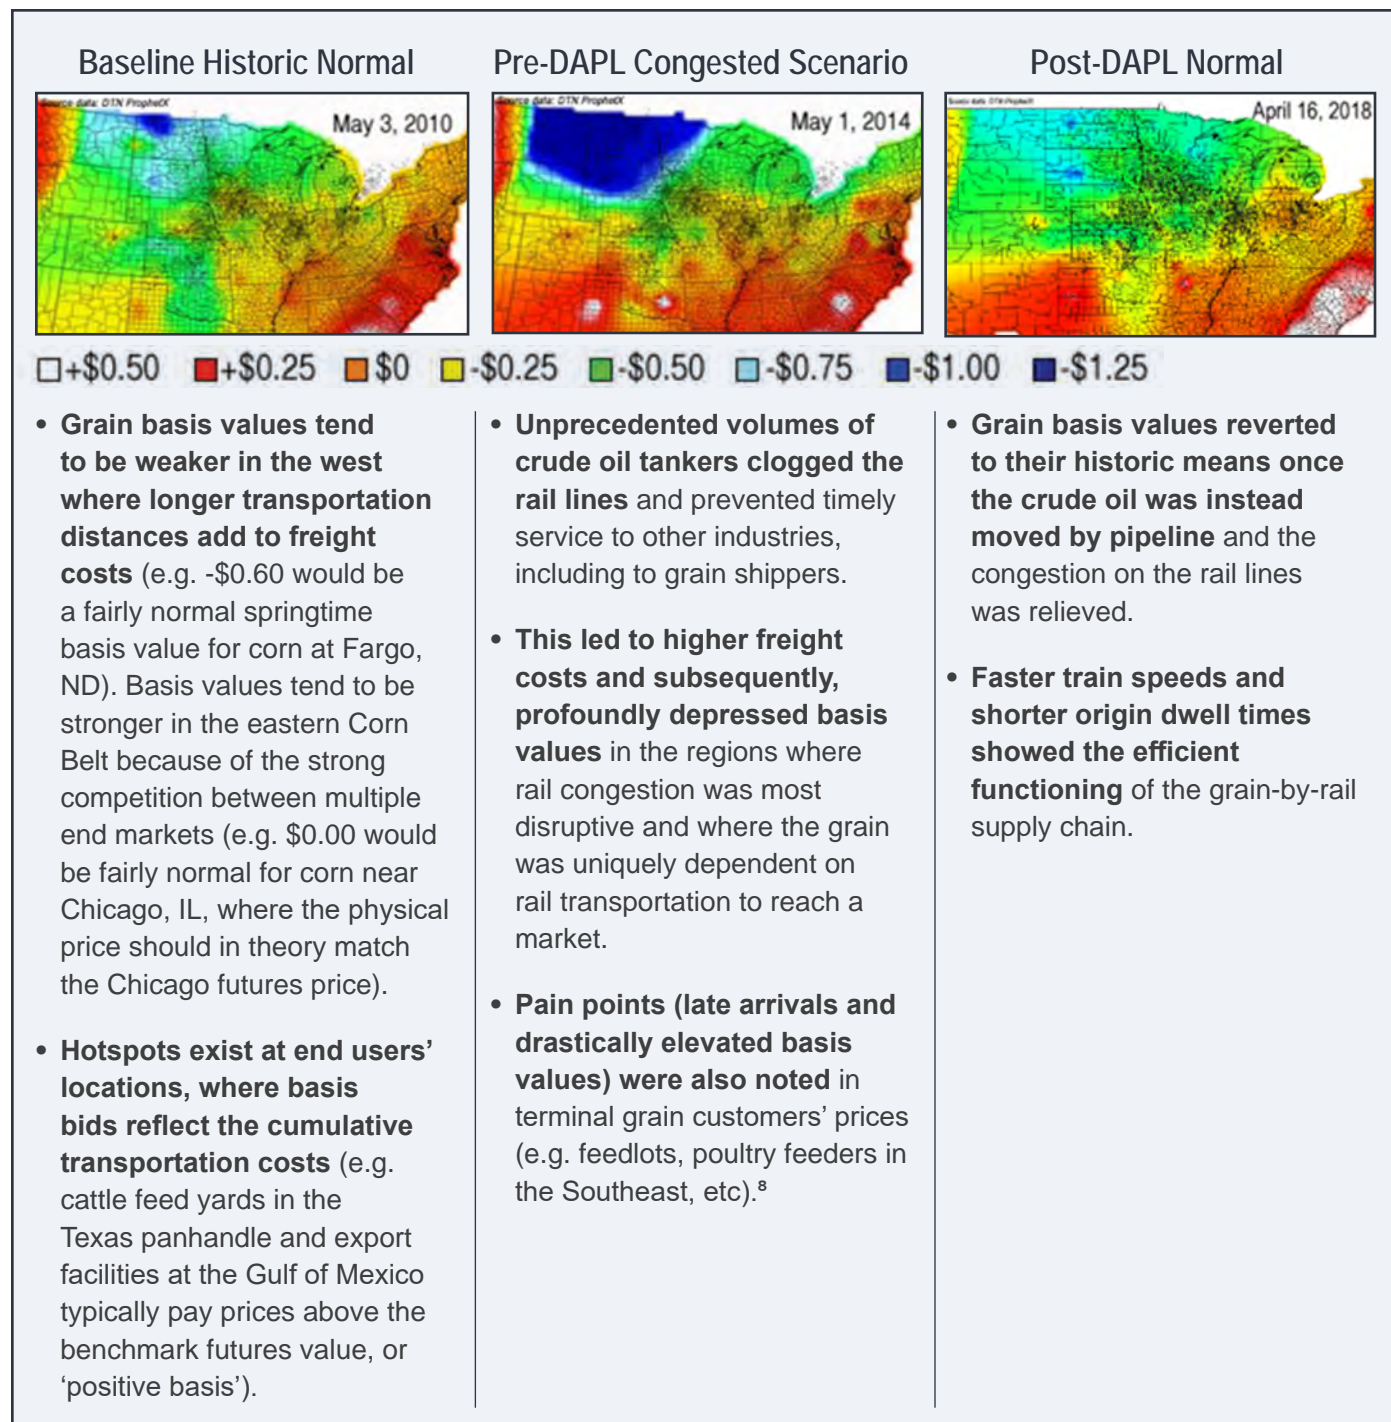 Baseline Historic Normal
Source data: DTN ProphetX
May 3, 2010
Pre-DAPL Congested Scenario
Source data: DTN ProphetX
May 1, 2014
Post-DAPL Normal
Source data: DTN ProphetX
April 16, 2018
+$0.50 +$0.25 $0 -$0.25 -$0.50 -$0.75 -$1.00 -$1.25
• Grain basis values tend
to be weaker in the west
where longer transportation
distances add to freight
costs (e.g. -$0.60 would be
a fairly normal springtime
basis value for corn at Fargo,
ND). Basis values tend to be
stronger in the eastern Corn
Belt because of the strong
competition between multiple
end markets (e.g. $0.00 would
be fairly normal for corn near
Chicago, IL, where the physical
price should in theory match
the Chicago futures price).
• Hotspots exist at end users’
locations, where basis
bids reflect the cumulative
transportation costs (e.g.
cattle feed yards in the
Texas panhandle and export
facilities at the Gulf of Mexico
typically pay prices above the
benchmark futures value, or
‘positive basis’).
• Unprecedented volumes of
crude oil tankers clogged the
rail lines and prevented timely
service to other industries,
including to grain shippers.
• This led to higher freight
costs and subsequently,
profoundly depressed basis
values in the regions where
rail congestion was most
disruptive and where the grain
was uniquely dependent on
rail transportation to reach a
market.
• Pain points (late arrivals and
drastically elevated basis
values) were also noted in
terminal grain customers’ prices
(e.g. feedlots, poultry feeders in
the Southeast, etc).⁸
• Grain basis values reverted
to their historic means once
the crude oil was instead
moved by pipeline and the
congestion on the rail lines
was relieved.
• Faster train speeds and
shorter origin dwell times
showed the efficient
functioning of the grain-by-rail
supply chain.